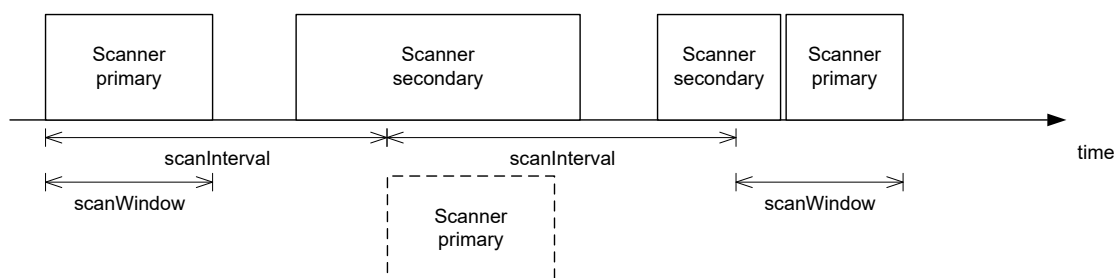 Scanner
primary
Scanner
secondary
Scanner
secondary
Scanner
primary
scanInterval
scanInterval
time
scanWindow
scanWindow
Scanner
primary